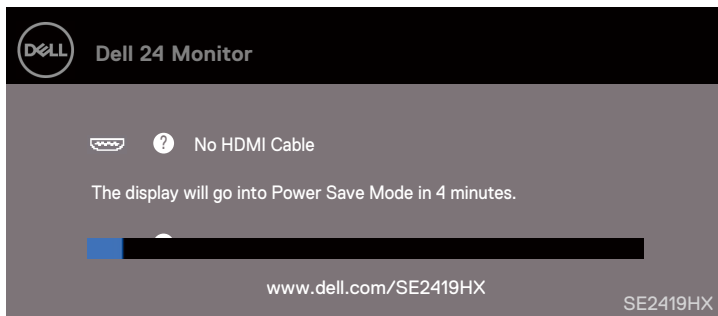 DELL
Dell 24 Monitor
? No HDMI Cable
The display will go into Power Save Mode in 4 minutes.
www.dell.com/SE2419HX
SE2419HX